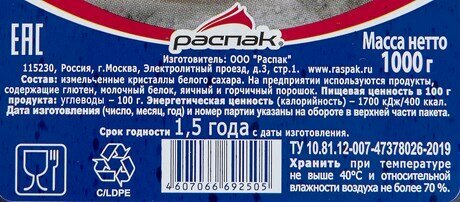 EAC
распак®
Масса нетто
1000 г
Изготовитель: ООО "Распак"
115230, Россия, г.Москва, Электролитный проезд, д.3, стр.1. www.raspak.ru
Состав: измельченные кристаллы белого сахара. На предприятии используются продукты,
содержащие глютен, молочный белок, яичный и горчичный порошок. Пищевая ценность в 100 г
продукта: углеводы – 100 г. Энергетическая ценность (калорийность) – 1700 кДж/400 ккал.
Дата изготовления (число, месяц, год) и номер партии указаны на обороте в верхней части пакета.
Срок годности 1,5 года с даты изготовления.
C/LDPE
4607066692505
ТУ 10.81.12-007-47378026-2019
Хранить при температуре
не выше 40°С и относительной
влажности воздуха не более 70 %.